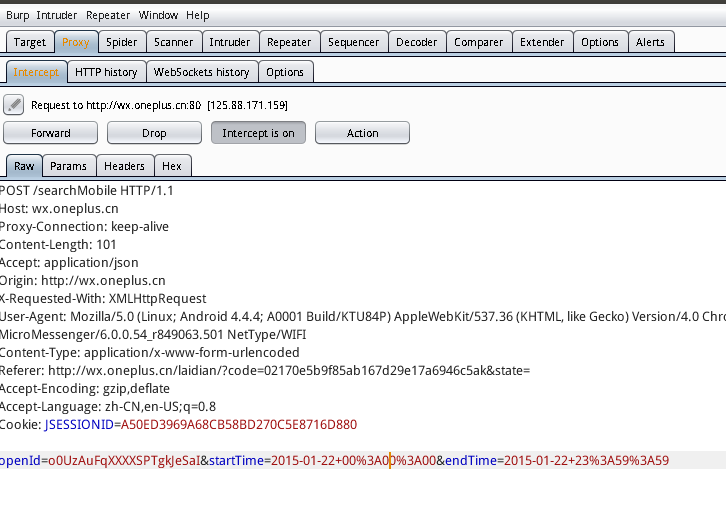 Burp Intruder Repeater Window Help
Target Proxy Spider Scanner Intruder Repeater Sequencer Decoder Comparer Extender Options Alerts
Intercept HTTP history WebSockets history Options
Request to http://wx.oneplus.cn:80 [125.88.171.159]
Forward Drop Intercept is on Action
Raw Params Headers Hex
POST /searchMobile HTTP/1.1
Host: wx.oneplus.cn
Proxy-Connection: keep-alive
Content-Length: 101
Accept: application/json
Origin: http://wx.oneplus.cn
X-Requested-With: XMLHttpRequest
User-Agent: Mozilla/5.0 (Linux; Android 4.4.4; A0001 Build/KTU84P) AppleWebKit/537.36 (KHTML, like Gecko) Version/4.0 Chro
MicroMessenger/6.0.0.54_r849063.501 NetType/WIFI
Content-Type: application/x-www-form-urlencoded
Referer: http://wx.oneplus.cn/laidian/?code=02170e5b9f85ab167d29e17a6946c5ak&state=
Accept-Encoding: gzip,deflate
Accept-Language: zh-CN,en-US;q=0.8
Cookie: JSESSIONID=A50ED3969A68CB58BD270C5E8716D880
openId=o0UzAuFqXXXXSPTgkJeSaI&startTime=2015-01-22+00%3A00%3A00&endTime=2015-01-22+23%3A59%3A59